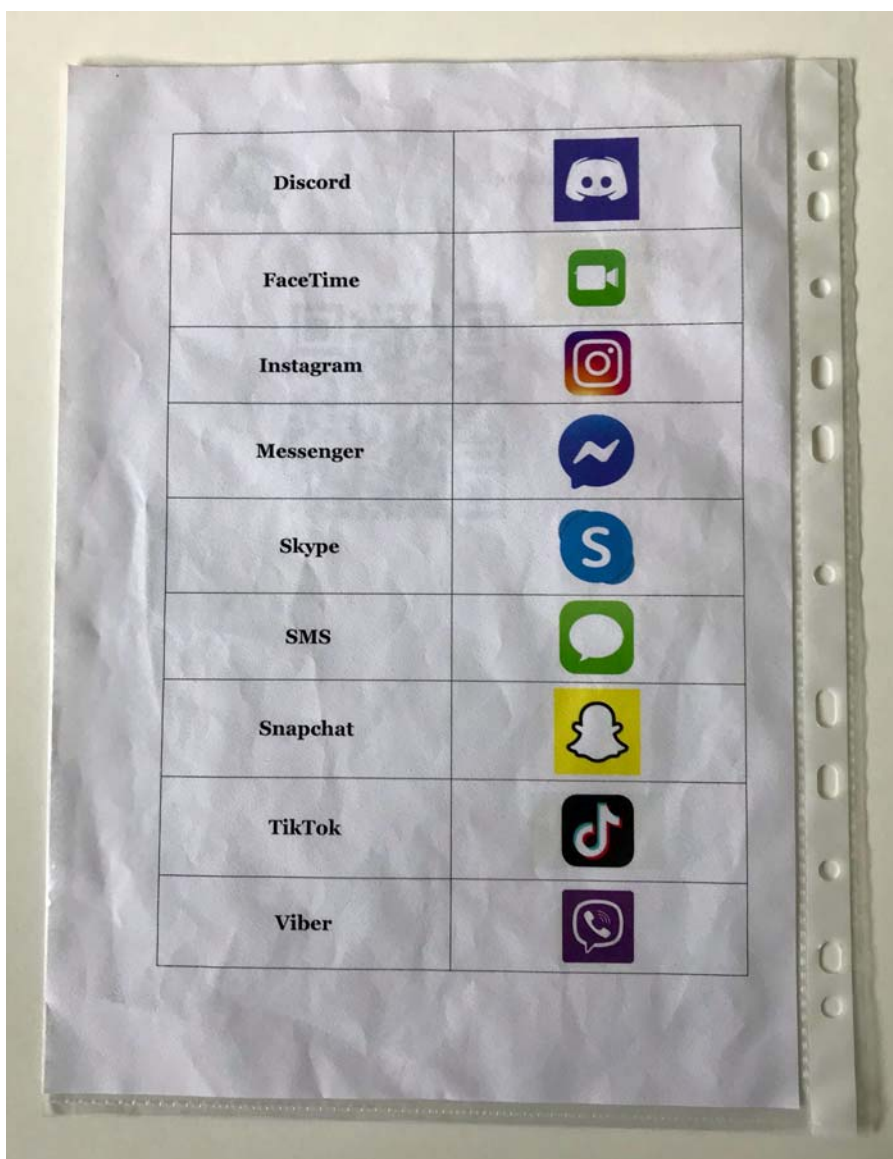 Discord
FaceTime
Instagram
Messenger
Skype
S
SMS
Snapchat
TikTok
Viber